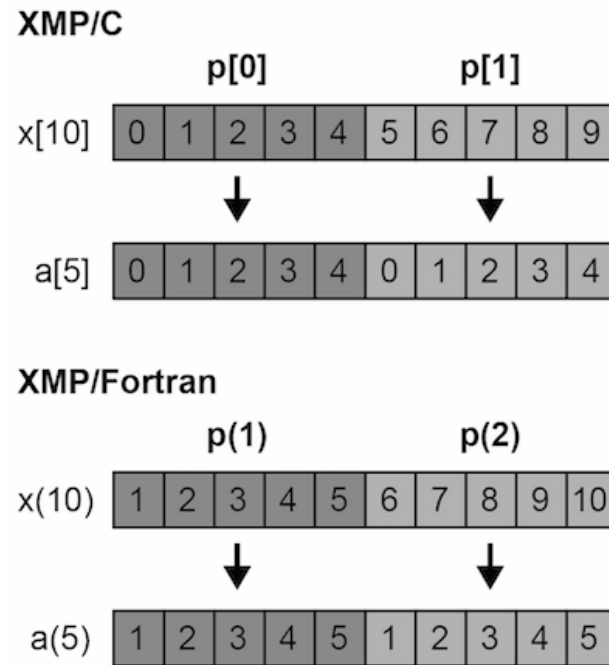 XMP/C
p[0] p[1]
x[10] 0 1 2 3 4 5 6 7 8 9
a[5] 0 1 2 3 4 0 1 2 3 4
XMP/Fortran
p(1) p(2)
x(10) 1 2 3 4 5 6 7 8 9 10
a(5) 1 2 3 4 5 1 2 3 4 5